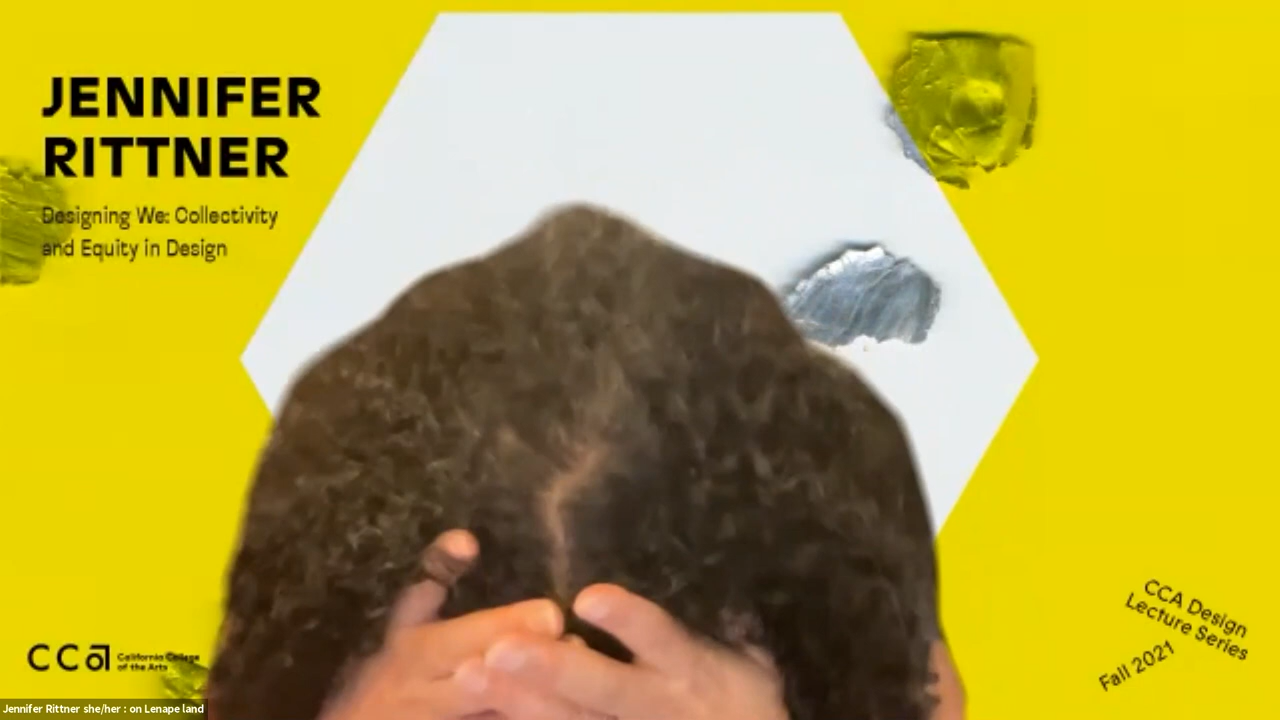 JENNIFER
RITTNER
Designing We: Collectivity
and Equity in Design
CCA California College
of the Arts
CCA Design
Lecture Series
Fall 2021
Jennifer Rittner she/her : on Lenape land